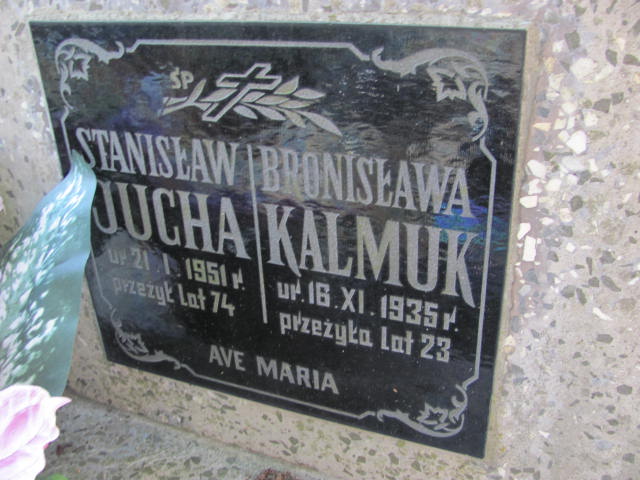 ŚP
STANISŁAW
JUCHA
ur. 21. I. 1951 r.
przeżył lat 74
BRONISŁAWA
KALMUK
ur. 16. XI. 1935 r.
przeżyła lat 23
AVE MARIA